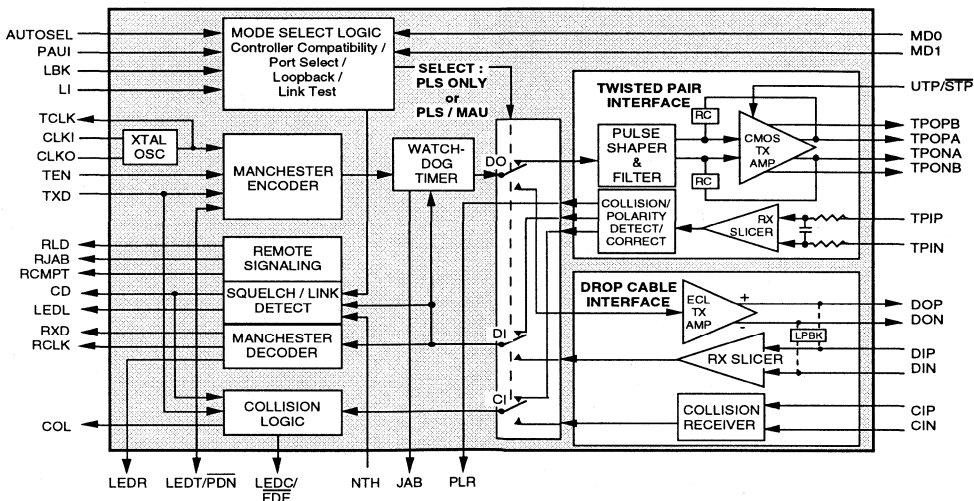 AUTOSEL
PAUI
LBK
LI
TCLK
CLKI
CLKO
TEN
TXD
RLD
RJAB
RCMPT
CD
LEDL
RXD
RCLK
COL
XTAL
OSC
MODE SELECT LOGIC
Controller Compatibility /
Port Select /
Loopback /
Link Test
SELECT :
PLS ONLY
or
PLS / MAU
MANCHESTER
ENCODER
WATCH-
DOG
TIMER
DO
REMOTE
SIGNALING
SQUELCH / LINK
DETECT
MANCHESTER
DECODER
COLLISION
LOGIC
DI
CI
TWISTED PAIR
INTERFACE
PULSE
SHAPER
&
FILTER
RC
RC
CMOS
TX
AMP
COLLISION/
POLARITY
DETECT/
CORRECT
RX
SLICER
DROP CABLE
INTERFACE
ECL
TX
AMP
+
-
LPBK
RX SLICER
COLLISION
RECEIVER
MD0
MD1
UTP/STP
TPOPB
TPOPA
TPONA
TPONB
TPIP
TPIN
DOP
DON
DIP
DIN
CIP
CIN
LEDR
LEDT/PDN
LEDC/
FDE
NTH
JAB
PLR